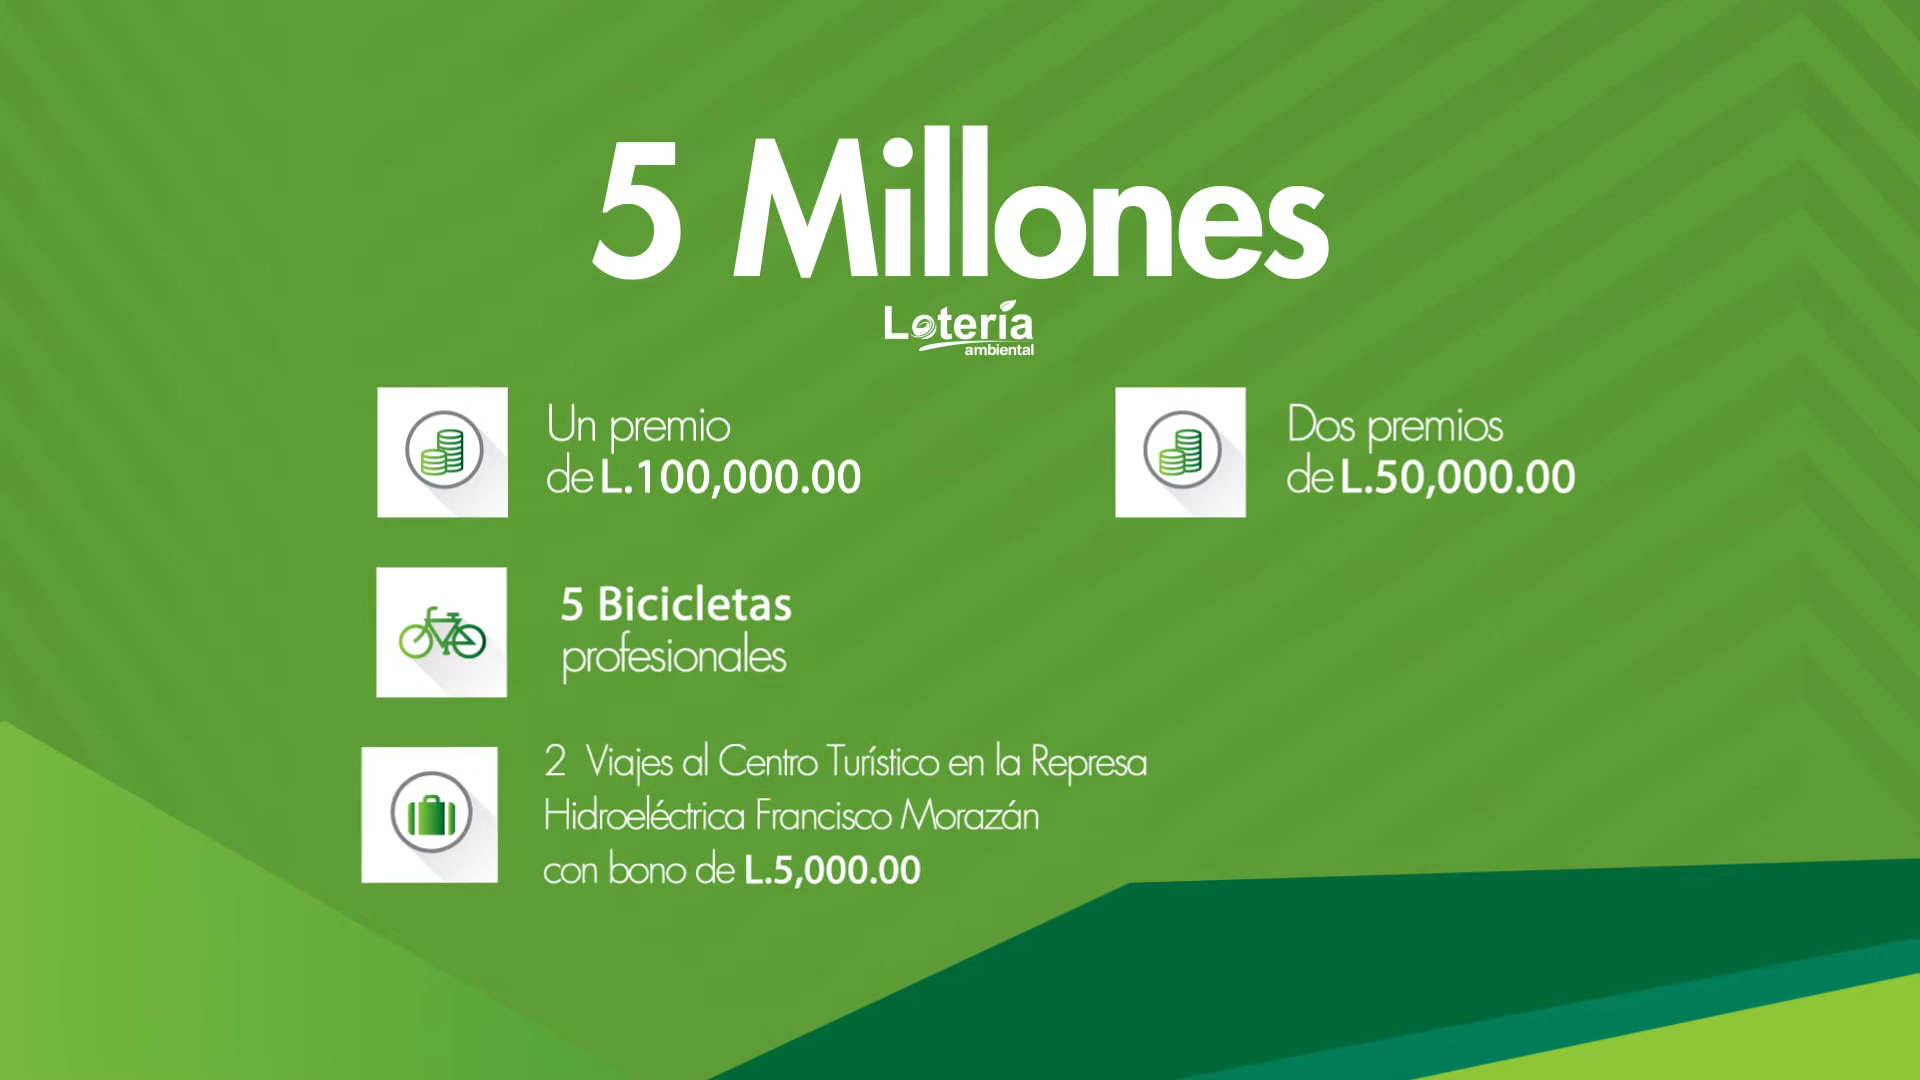 5 Millones
Lotería
ambiental
Un premio
de L.100,000.00
Dos premios
de L.50,000.00
5 Bicicletas
profesionales
2 Viajes al Centro Turístico en la Represa
Hidroeléctrica Francisco Morazán
con bono de L.5,000.00